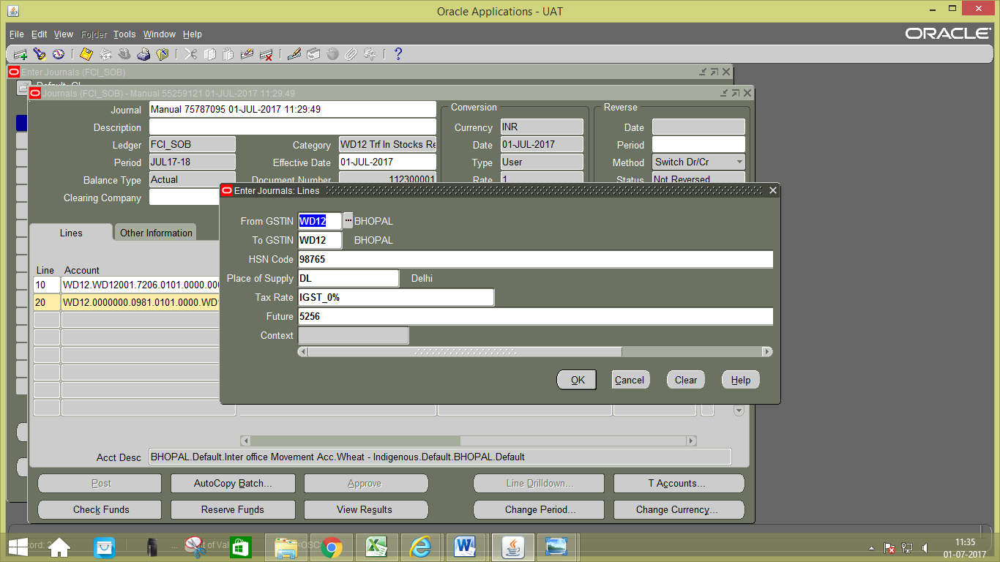 Oracle Applications - UAT
File Edit View Folder Tools Window Help
ORACLE
Enter Journals (FCI_SOB)
Journals (FCI_SOB) - Manual 55259121 01-JUL-2017 11:29:49
Journal Manual 75787095 01-JUL-2017 11:29:49
Description
Ledger FCI_SOB Category WD12 Trf In Stocks Re
Period JUL17-18 Effective Date 01-JUL-2017
Balance Type Actual Document Number 112300001
Clearing Company
Conversion
Currency INR
Date 01-JUL-2017
Type User
Rate 1
Reverse
Date
Period
Method Switch Dr/Cr
Status Not Reversed
Enter Journals: Lines
From GSTIN WD12 ... BHOPAL
To GSTIN WD12 BHOPAL
HSN Code 98765
Place of Supply DL Delhi
Tax Rate IGST_0%
Future 5256
Context
OK Cancel Clear Help
Lines Other Information
Line Account
10 WD12.WD12001.7206.0101.0000.000
20 WD12.0000000.0981.0101.0000.WD1
Acct Desc BHOPAL.Default.Inter office Movement Acc.Wheat - Indigenous.Default.BHOPAL.Default
Post AutoCopy Batch... Approve Line Drilldown... T Accounts...
Check Funds Reserve Funds View Results Change Period... Change Currency...
11:35
01-07-2017